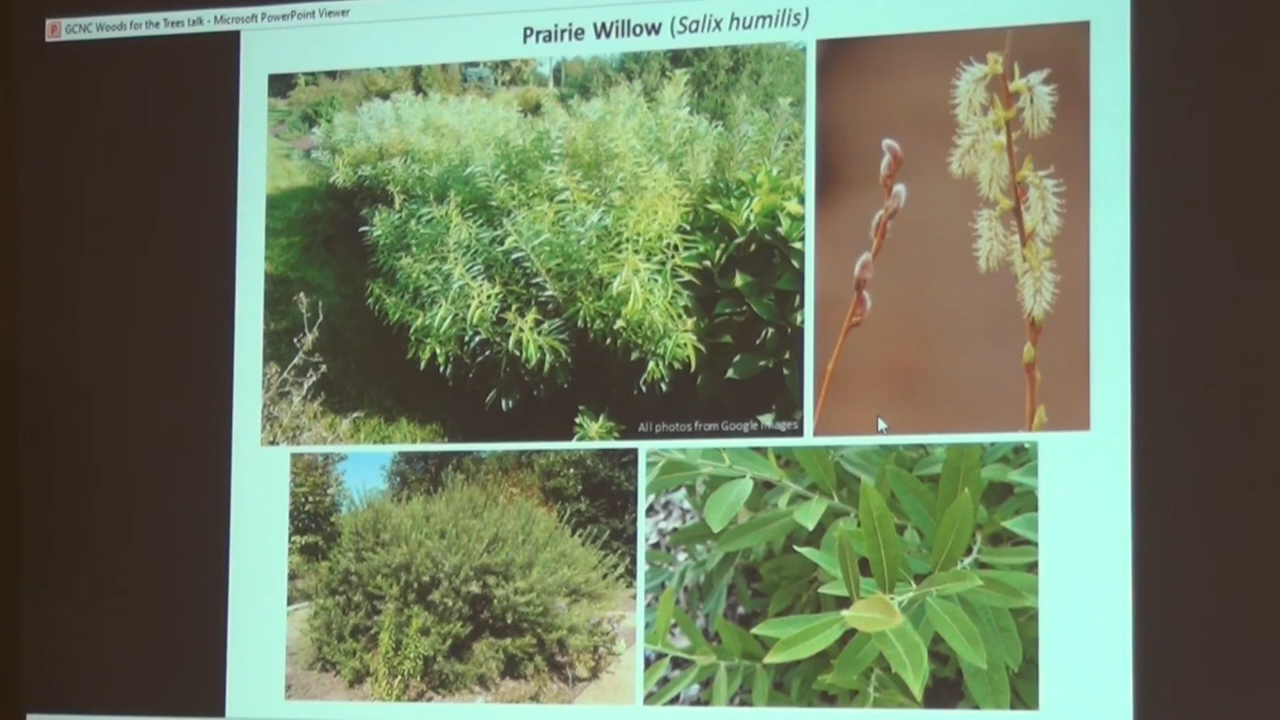 GCNC Woods for the Trees talk - Microsoft PowerPoint Viewer
Prairie Willow (Salix humilis)
All photos from Google Images